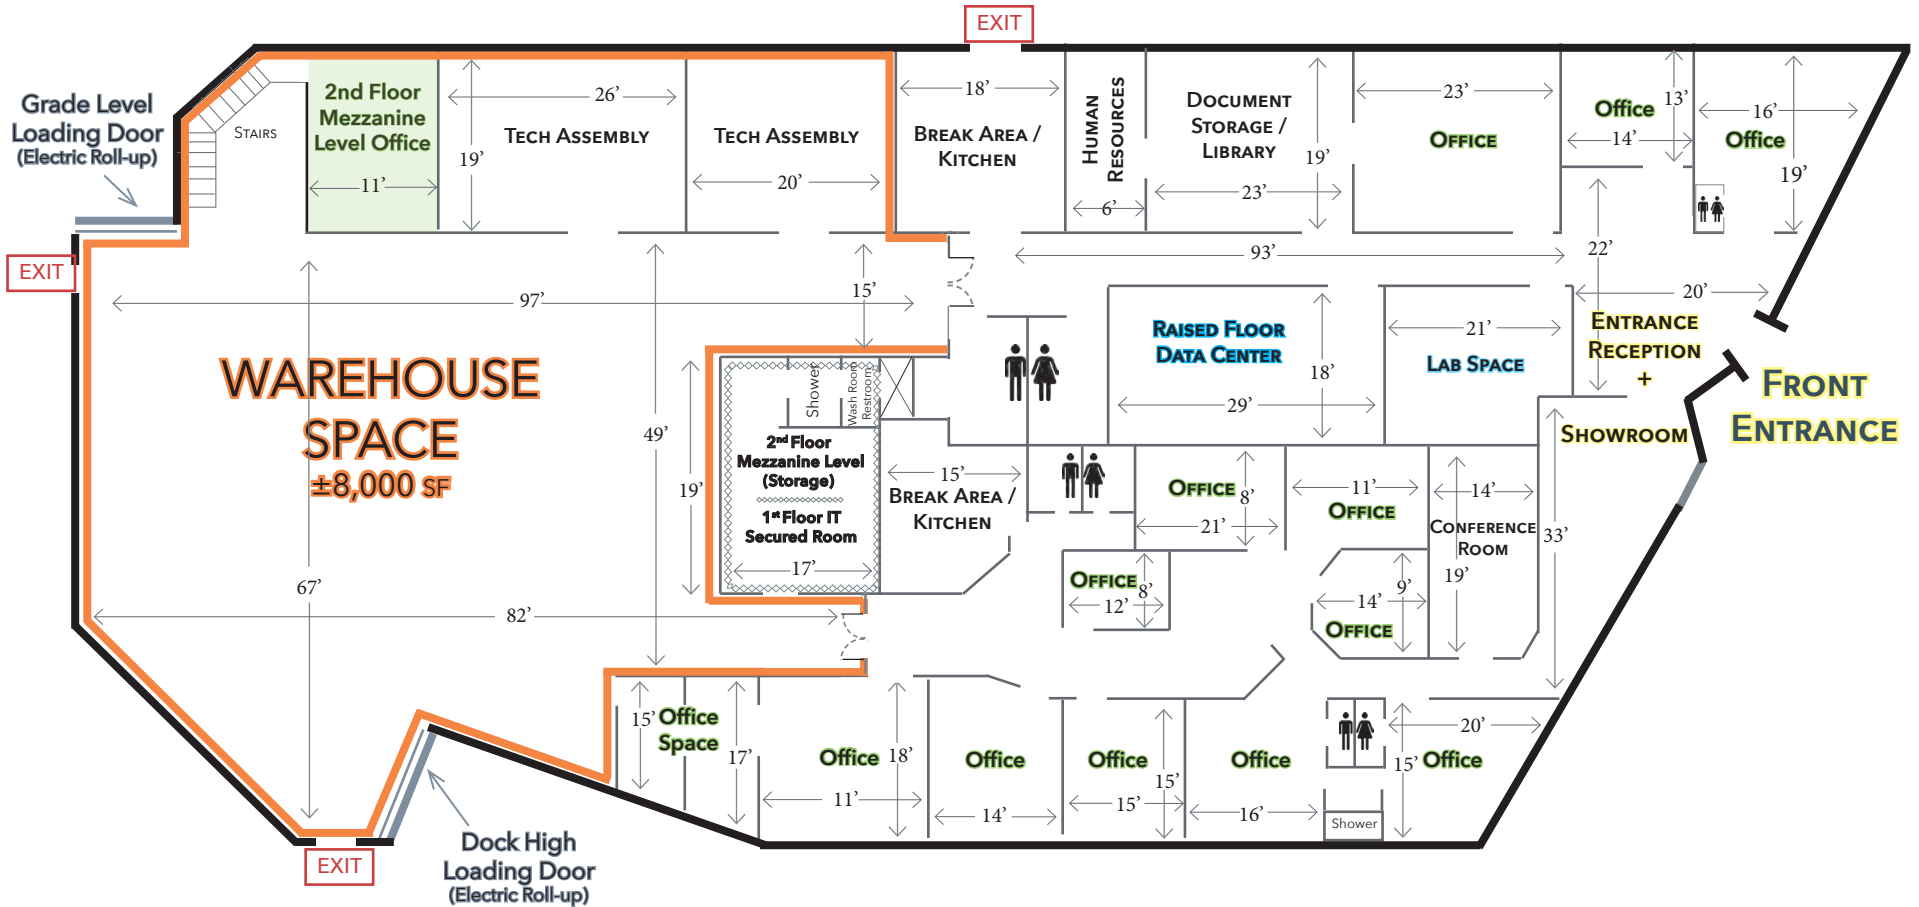 EXIT
Grade Level
Loading Door
(Electric Roll-up)
STAIRS
2nd Floor
Mezzanine
Level Office
11'
19'
26'
TECH ASSEMBLY
TECH ASSEMBLY
20'
18'
BREAK AREA /
KITCHEN
HUMAN
RESOURCES
6'
DOCUMENT
STORAGE /
LIBRARY
23'
19'
23'
OFFICE
Office
13'
14'
16'
Office
19'
EXIT
97'
49'
15'
93'
22'
20'
WAREHOUSE
SPACE
±8,000 SF
67'
82'
19'
Shower
Wash Room
Restroom
2nd Floor
Mezzanine Level
(Storage)
1st Floor IT
Secured Room
17'
15'
BREAK AREA /
KITCHEN
RAISED FLOOR
DATA CENTER
18'
29'
21'
LAB SPACE
ENTRANCE
RECEPTION
+
SHOWROOM
FRONT
ENTRANCE
OFFICE
8'
21'
11'
OFFICE
14'
CONFERENCE
ROOM
19'
33'
OFFICE
8'
12'
9'
14'
OFFICE
15'
Office
Space
17'
Office
18'
11'
Office
14'
Office
15'
15'
Office
16'
Shower
20'
15'
Office
EXIT
Dock High
Loading Door
(Electric Roll-up)